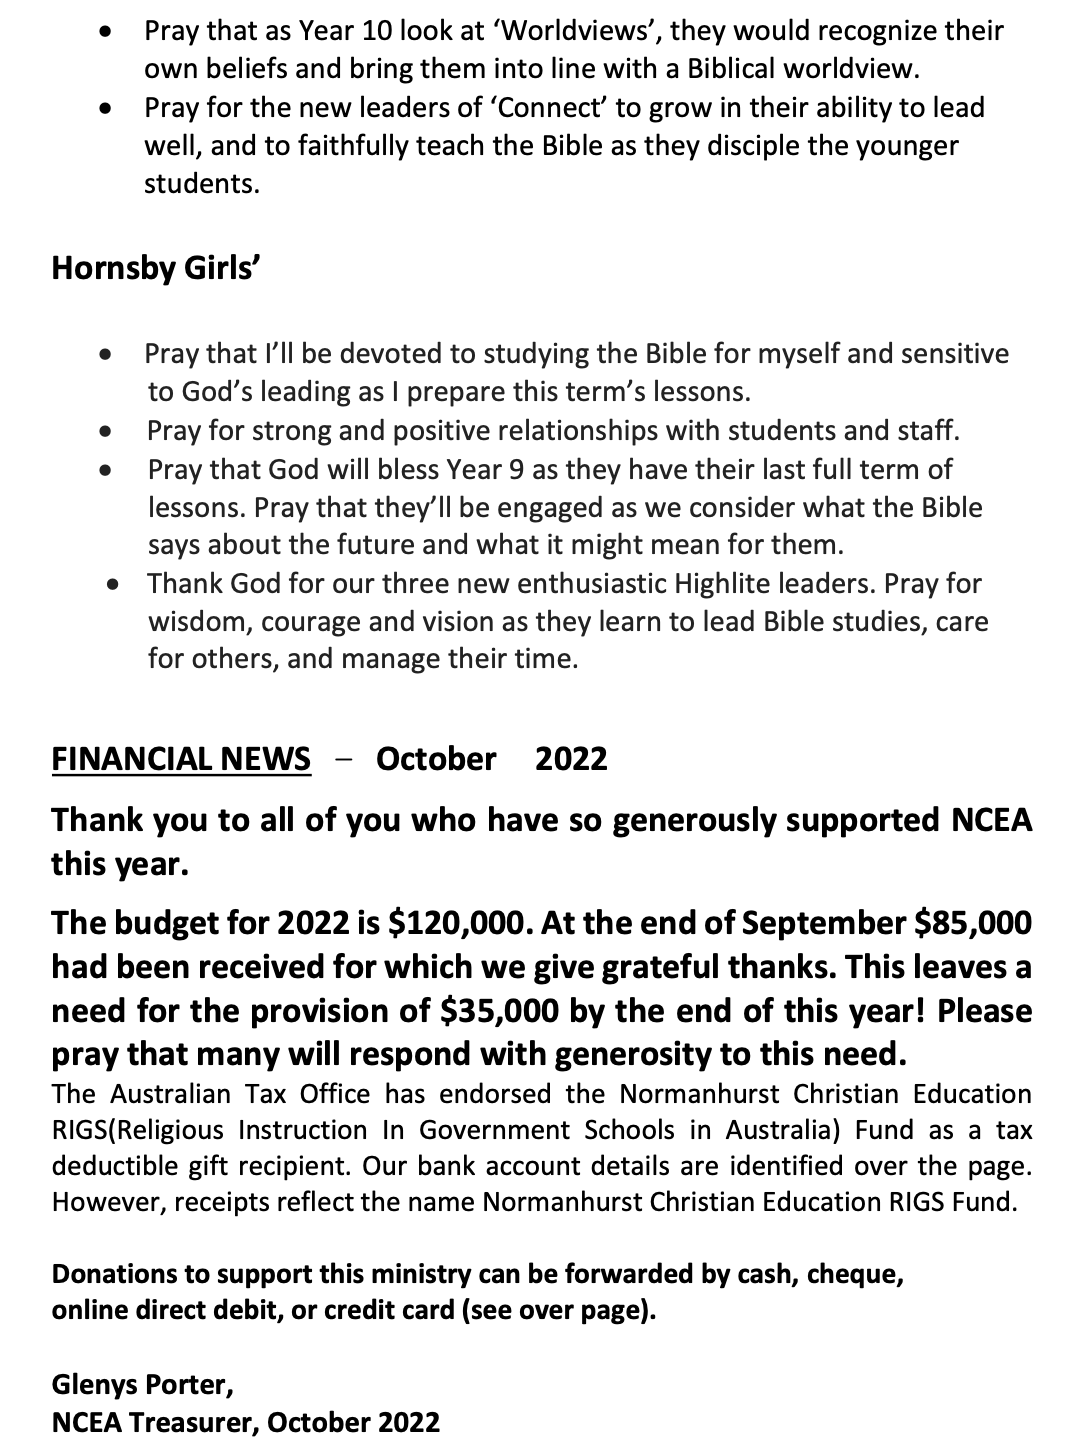 • Pray that as Year 10 look at ‘Worldviews’, they would recognize their
own beliefs and bring them into line with a Biblical worldview.
• Pray for the new leaders of ‘Connect’ to grow in their ability to lead
well, and to faithfully teach the Bible as they disciple the younger
students.
Hornsby Girls’
• Pray that I’ll be devoted to studying the Bible for myself and sensitive
to God’s leading as I prepare this term’s lessons.
• Pray for strong and positive relationships with students and staff.
• Pray that God will bless Year 9 as they have their last full term of
lessons. Pray that they’ll be engaged as we consider what the Bible
says about the future and what it might mean for them.
• Thank God for our three new enthusiastic Highlite leaders. Pray for
wisdom, courage and vision as they learn to lead Bible studies, care
for others, and manage their time.
FINANCIAL NEWS – October 2022
Thank you to all of you who have so generously supported NCEA
this year.
The budget for 2022 is $120,000. At the end of September $85,000
had been received for which we give grateful thanks. This leaves a
need for the provision of $35,000 by the end of this year! Please
pray that many will respond with generosity to this need.
The Australian Tax Office has endorsed the Normanhurst Christian Education
RIGS(Religious Instruction In Government Schools in Australia) Fund as a tax
deductible gift recipient. Our bank account details are identified over the page.
However, receipts reflect the name Normanhurst Christian Education RIGS Fund.
Donations to support this ministry can be forwarded by cash, cheque,
online direct debit, or credit card (see over page).
Glenys Porter,
NCEA Treasurer, October 2022